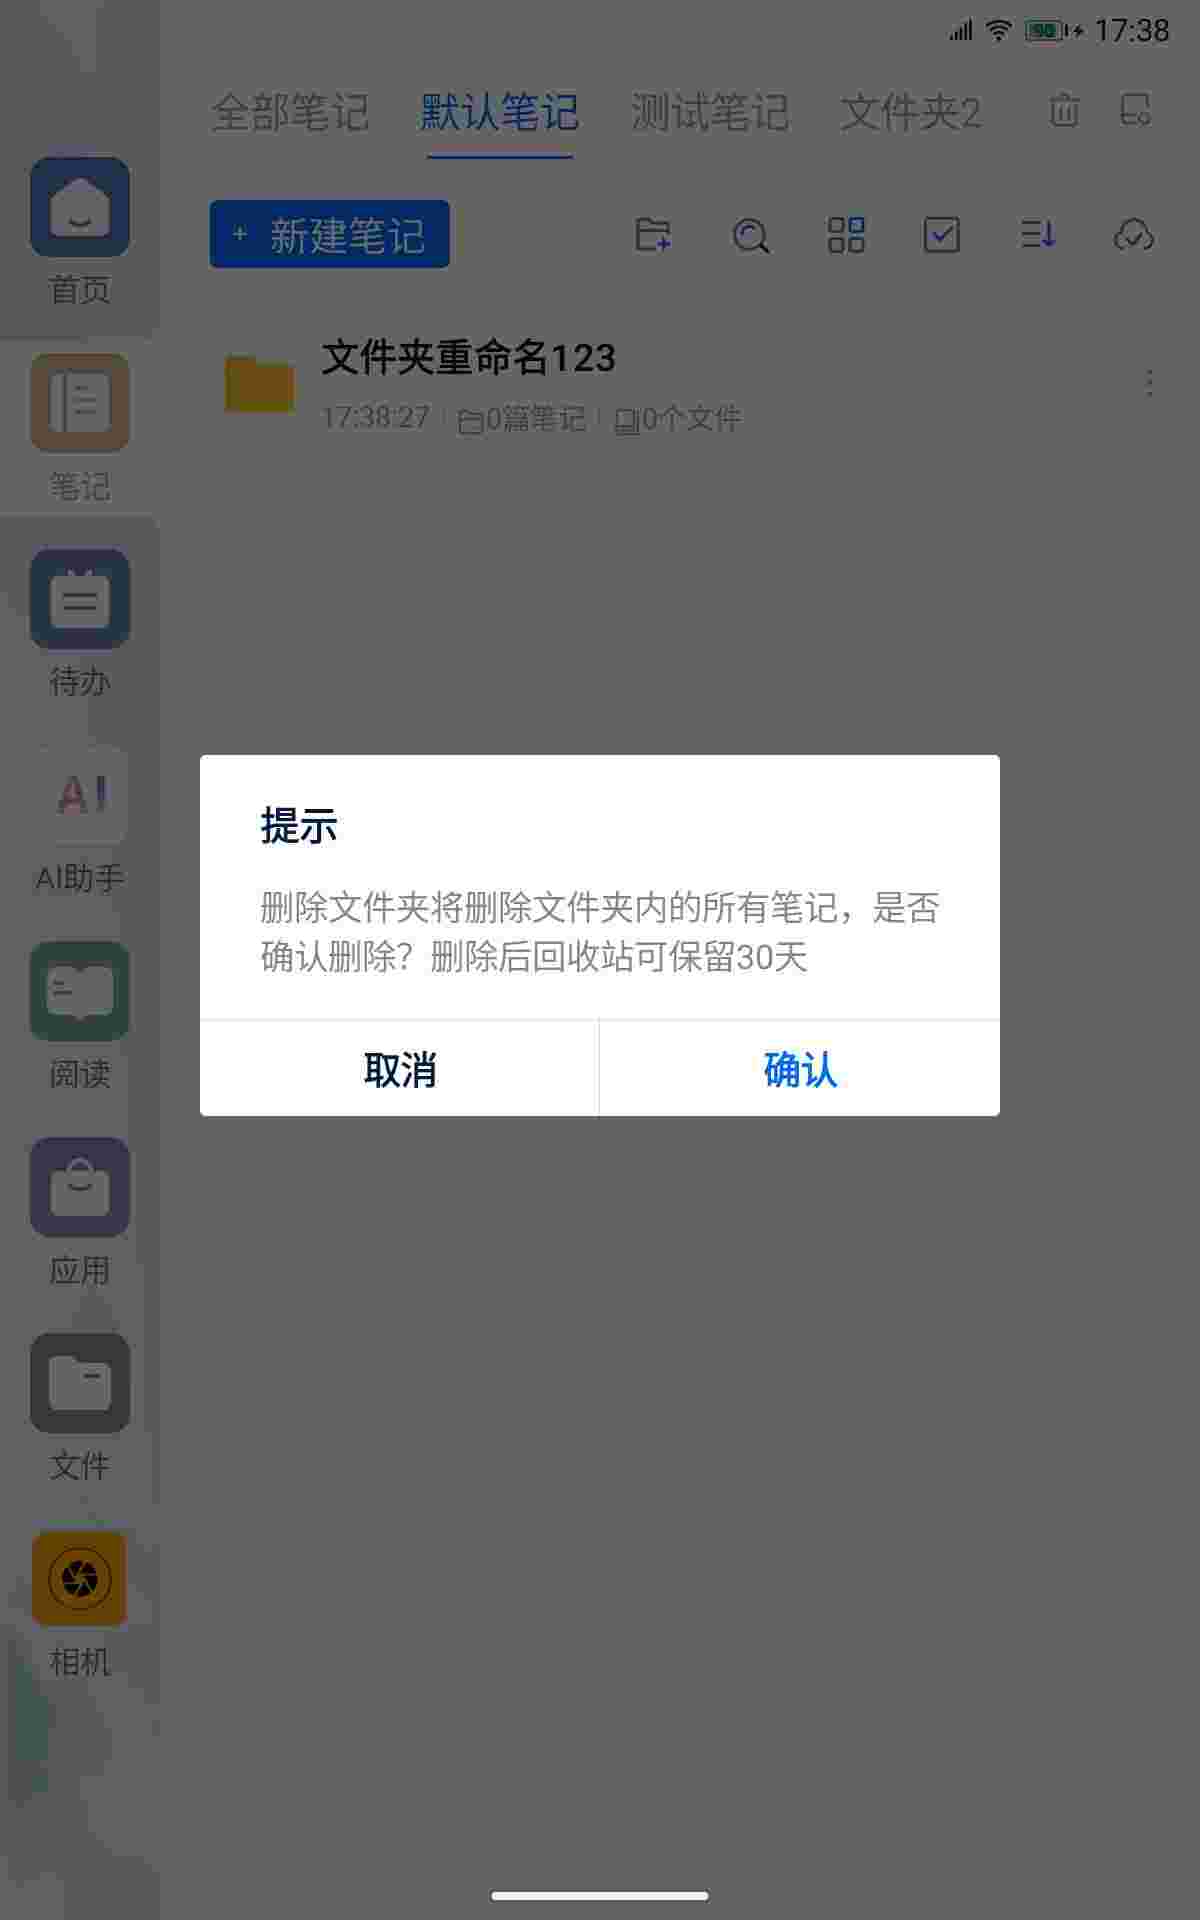 90 17:38
全部笔记 默认笔记 测试笔记 文件夹2
+ 新建笔记
首页
文件夹重命名123
17:38:27 0篇笔记 0个文件
笔记
待办
AI
AI助手
提示
删除文件夹将删除文件夹内的所有笔记，是否
确认删除？删除后回收站可保留30天
取消 确认
阅读
应用
文件
相机